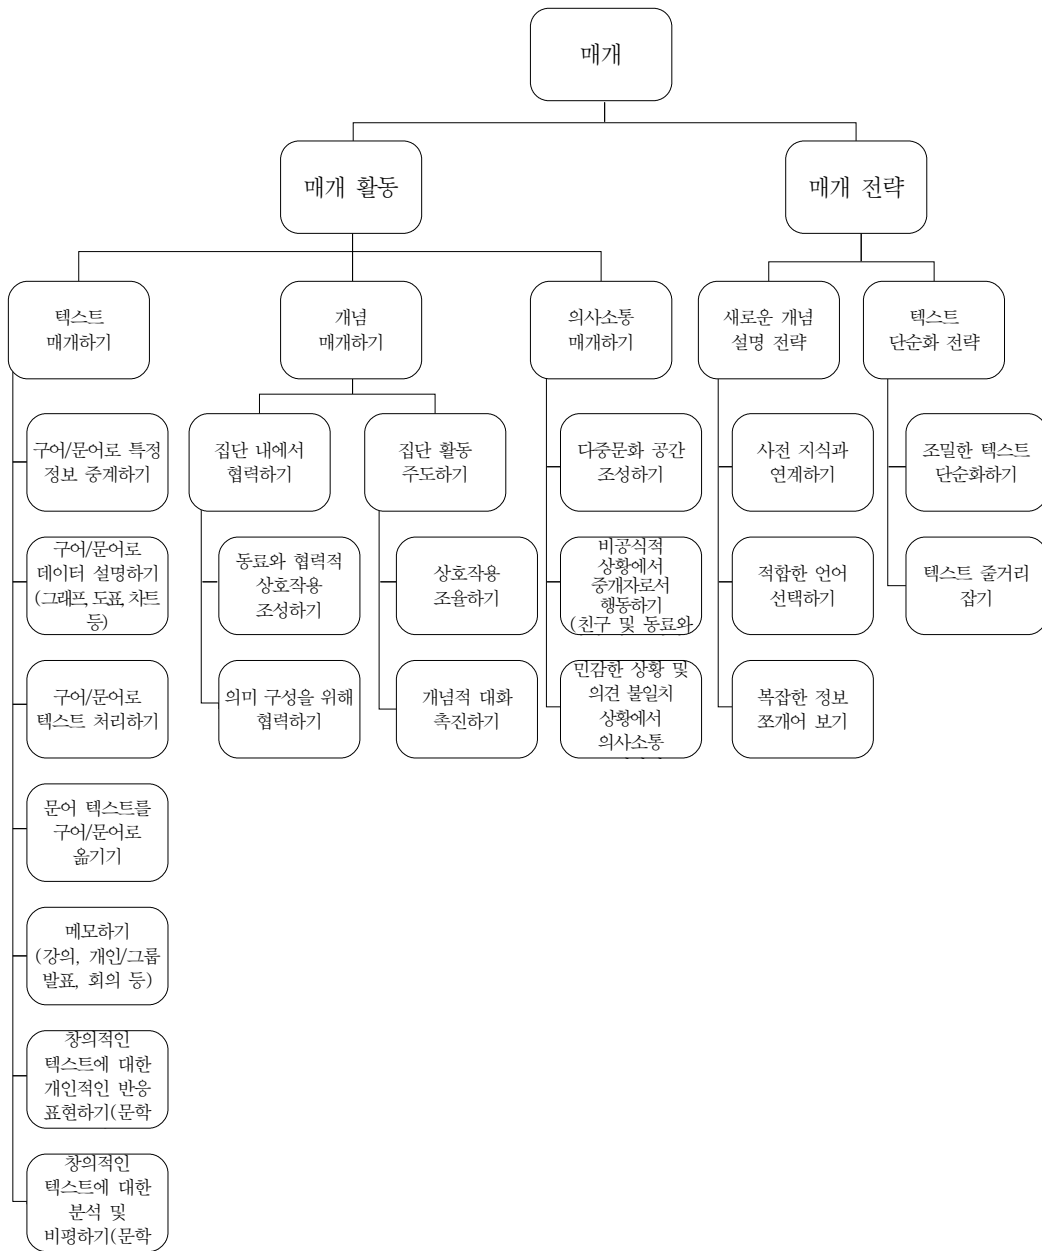 매개
매개 활동
매개 전략
텍스트
매개하기
개념
매개하기
의사소통
매개하기
새로운 개념
설명 전략
텍스트
단순화 전략
구어/문어로 특정
정보 중계하기
집단 내에서
협력하기
집단 활동
주도하기
다중문화 공간
조성하기
사전 지식과
연계하기
조밀한 텍스트
단순화하기
구어/문어로
데이터 설명하기
(그래프, 도표, 차트
등)
동료와 협력적
상호작용
조성하기
상호작용
조율하기
비공식적
상황에서
중개자로서
행동하기
(친구 및 동료와
적합한 언어
선택하기
텍스트 줄거리
잡기
구어/문어로
텍스트 처리하기
의미 구성을 위해
협력하기
개념적 대화
촉진하기
민감한 상황 및
의견 불일치
상황에서
의사소통
복잡한 정보
쪼개어 보기
문어 텍스트를
구어/문어로
옮기기
메모하기
(강의, 개인/그룹
발표, 회의 등)
창의적인
텍스트에 대한
개인적인 반응
표현하기(문학
창의적인
텍스트에 대한
분석 및
비평하기(문학